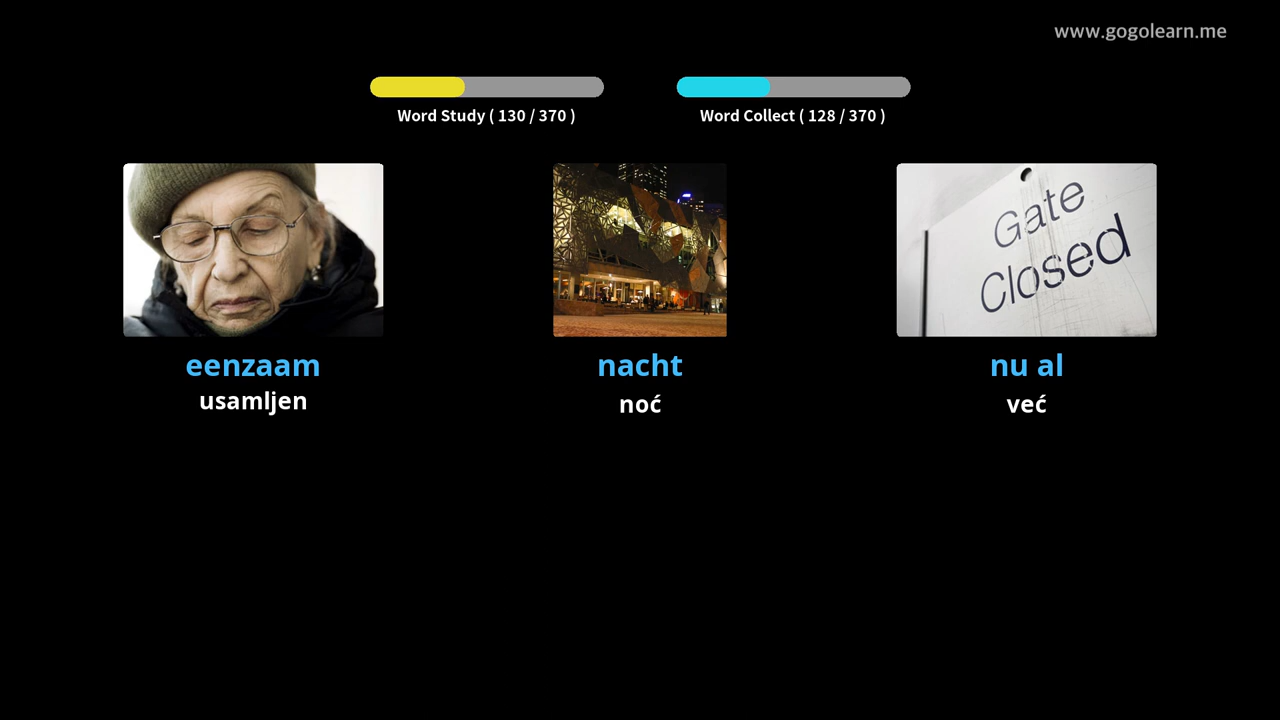 www.gogolearn.me
Word Study ( 130 / 370 )
Word Collect ( 128 / 370 )
Gate
Closed
eenzaam
usamljen
nacht
noć
nu al
već